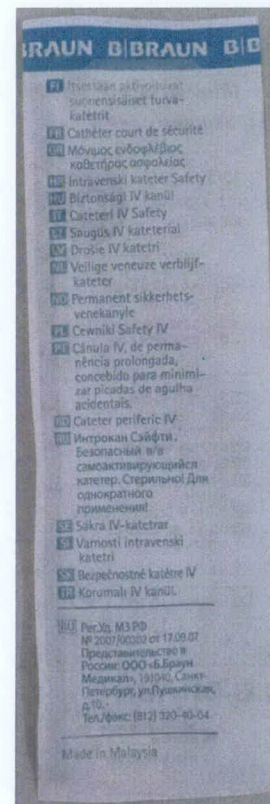 BRAUN B|BRAUN B|B
FI Itsestään aktivoituvat
suonensisäiset turva-
katetrit
FR Cathéter court de sécurité
GR Μόνιμος ενδοφλέβιος
καθετήρας ασφαλείας
HR Intravenski kateter Safety
HU Biztonsági IV kanül
IT Cateteri IV Safety
LT Saugūs IV kateteriai
LV Drošie IV katetri
NL Veilige veneuze verblijf-
kateter
NO Permanent sikkerhets-
venekanyle
PL Cewniki Safety IV
PT Cânula IV, de perma-
nência prolongada,
concebido para minimi-
zar picadas de agulha
acidentais.
RO Cateter periferic IV
RU Интрокан Сэйфти.
Безопасный в/в
самоактивирующийся
катетер. Стерильно! Для
однократного
применения!
SE Säkra IV-katetrar
SI Varnosti intravenski
katetri
SK Bezpečnostné katétre IV
TR Korumalı IV kanül
RU Рег.Уд. МЗ РФ
№ 2007/00302 от 17.09.07
Представительство в
России: ООО «Б.Браун
Медикал», 191040, Санкт-
Петербург, ул.Пушкинская,
д.10,
Тел./факс: (812) 320-40-04
Made in Malaysia